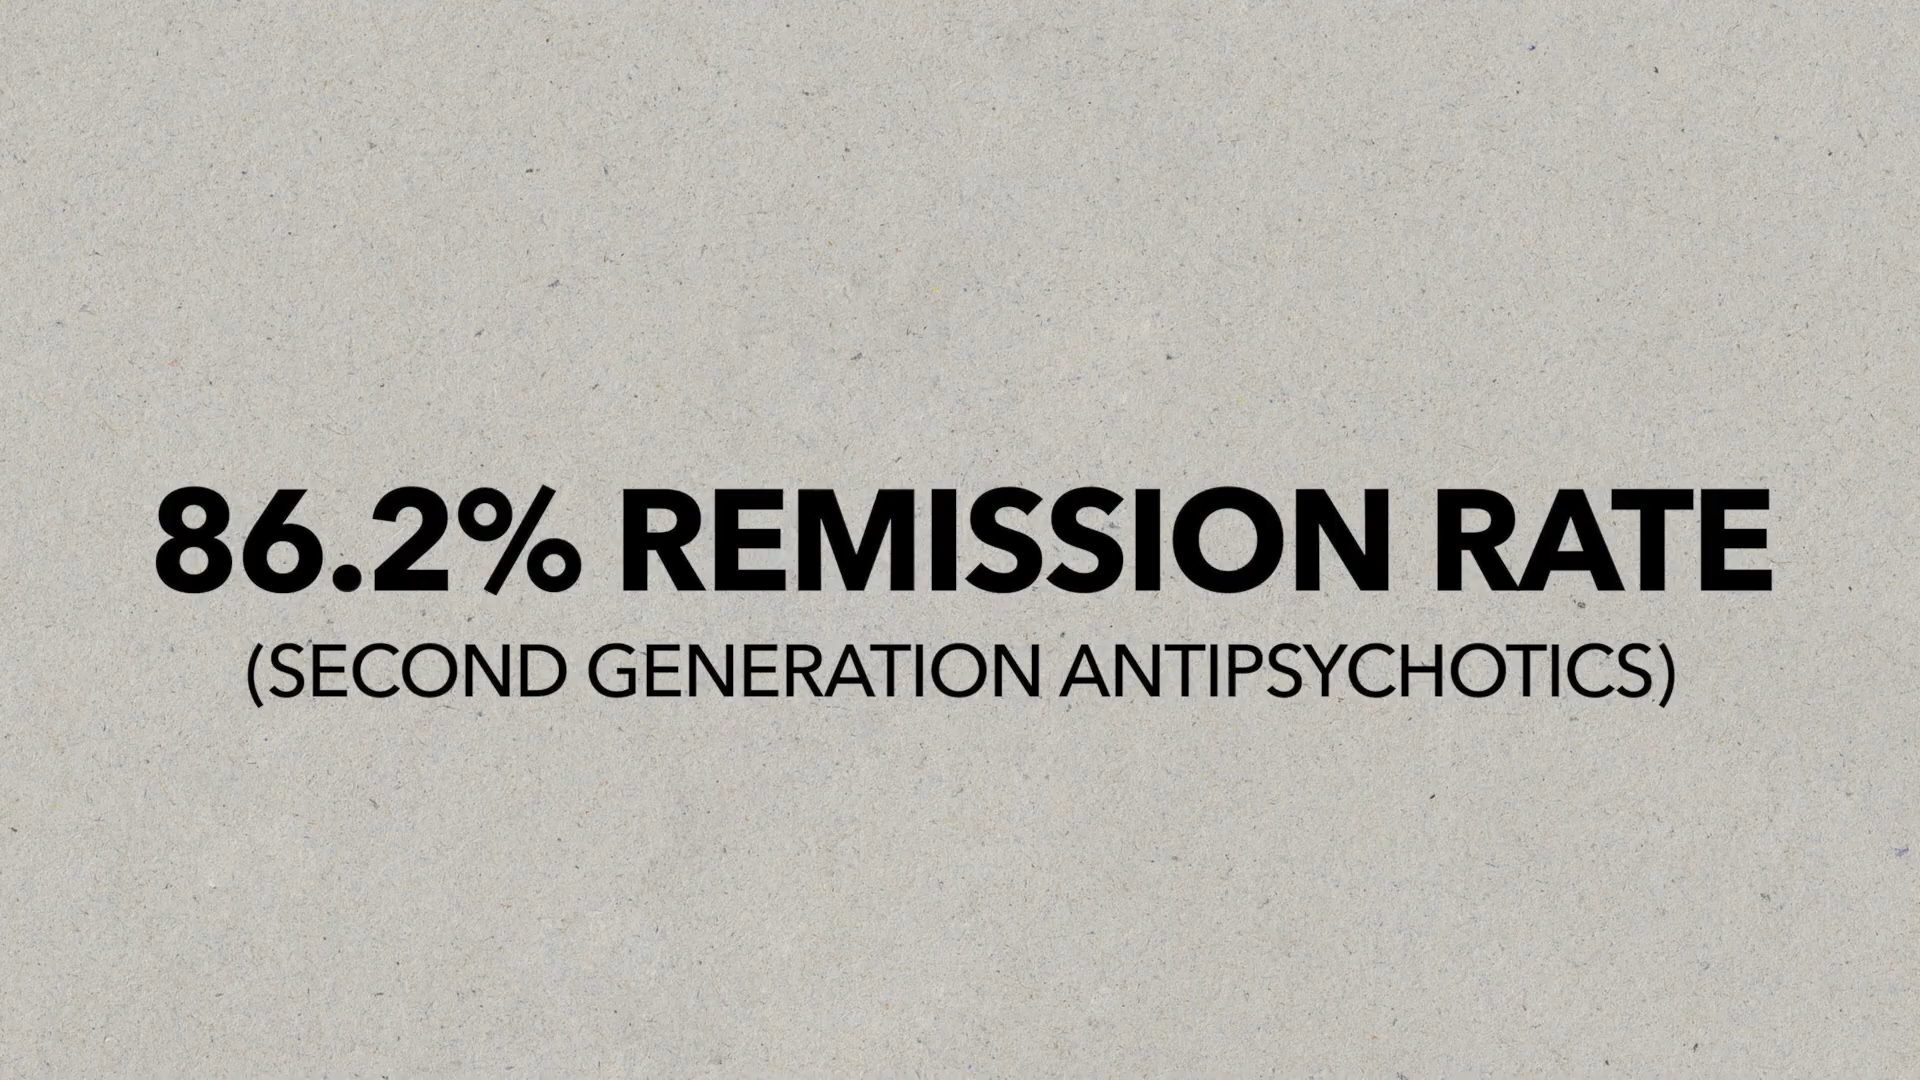 86.2% REMISSION RATE
(SECOND GENERATION ANTIPSYCHOTICS)